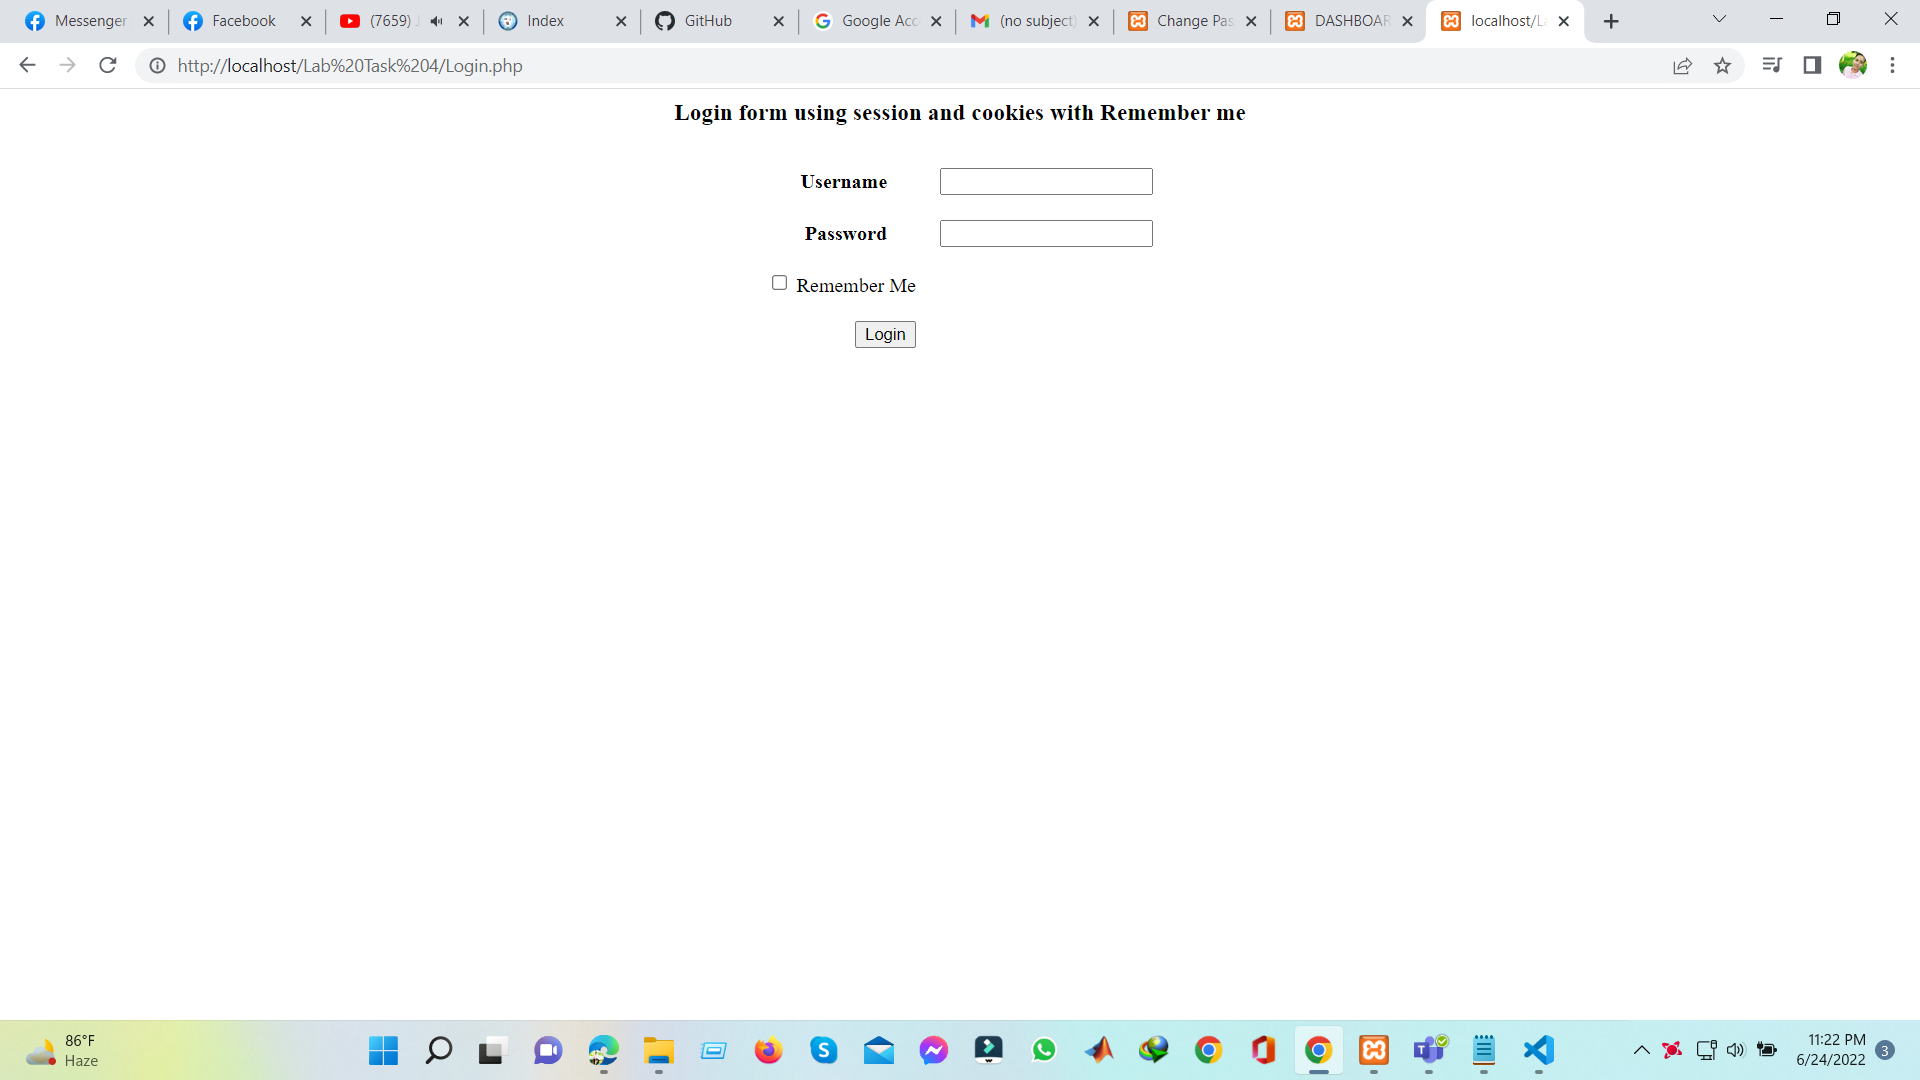 Messenger
Facebook
(7659)
Index
GitHub
Google Acc
(no subject)
Change Pas
DASHBOAR
localhost/La
http://localhost/Lab%20Task%204/Login.php
Login form using session and cookies with Remember me
Username
Password
Remember Me
Login
86°F
Haze
11:22 PM
6/24/2022
3